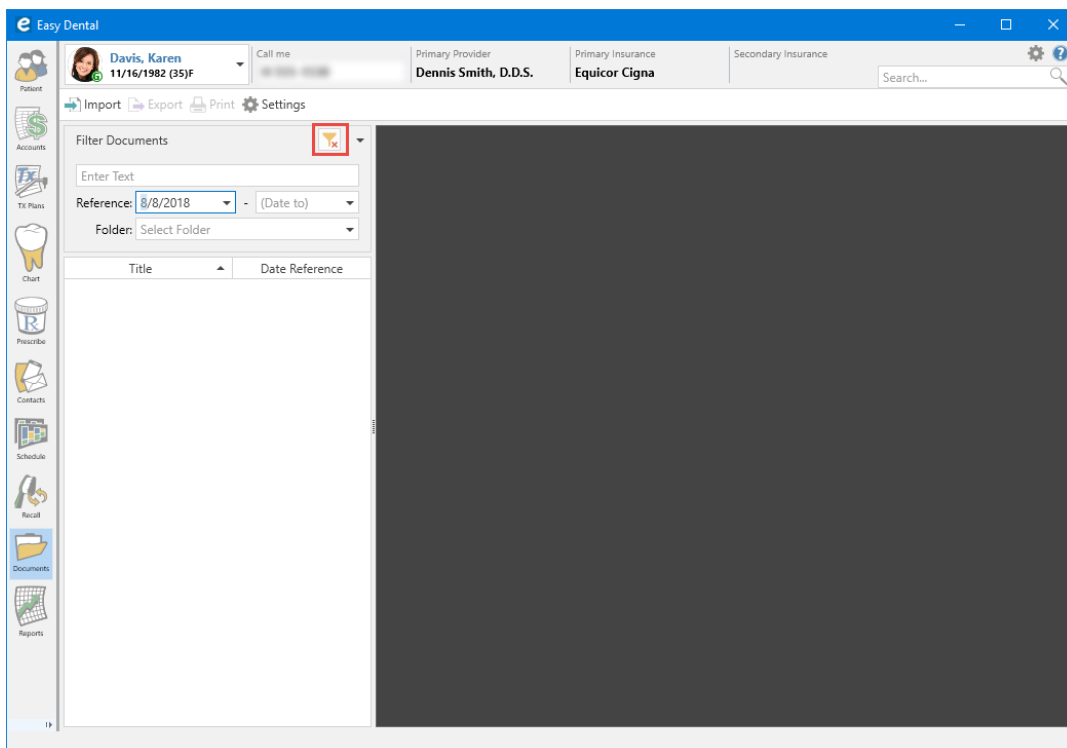 Easy Dental
Davis, Karen
11/16/1982 (35)F
Call me
Primary Provider
Dennis Smith, D.D.S.
Primary Insurance
Equicor Cigna
Secondary Insurance
Search...
Import Export Print Settings
Filter Documents
Enter Text
Reference: 8/8/2018 - (Date to)
Folder: Select Folder
Title Date Reference
Patient
Accounts
TX Plans
Chart
Prescribe
Contacts
Schedule
Recall
Documents
Reports